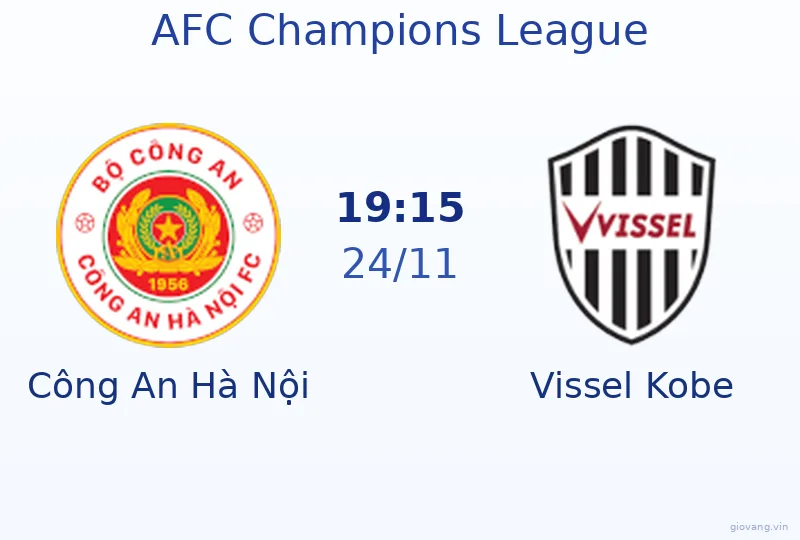 AFC Champions League
BỘ CÔNG AN
1956
CÔNG AN HÀ NỘI FC
19:15
24/11
VVISSEL
Công An Hà Nội
Vissel Kobe
giovang.vin